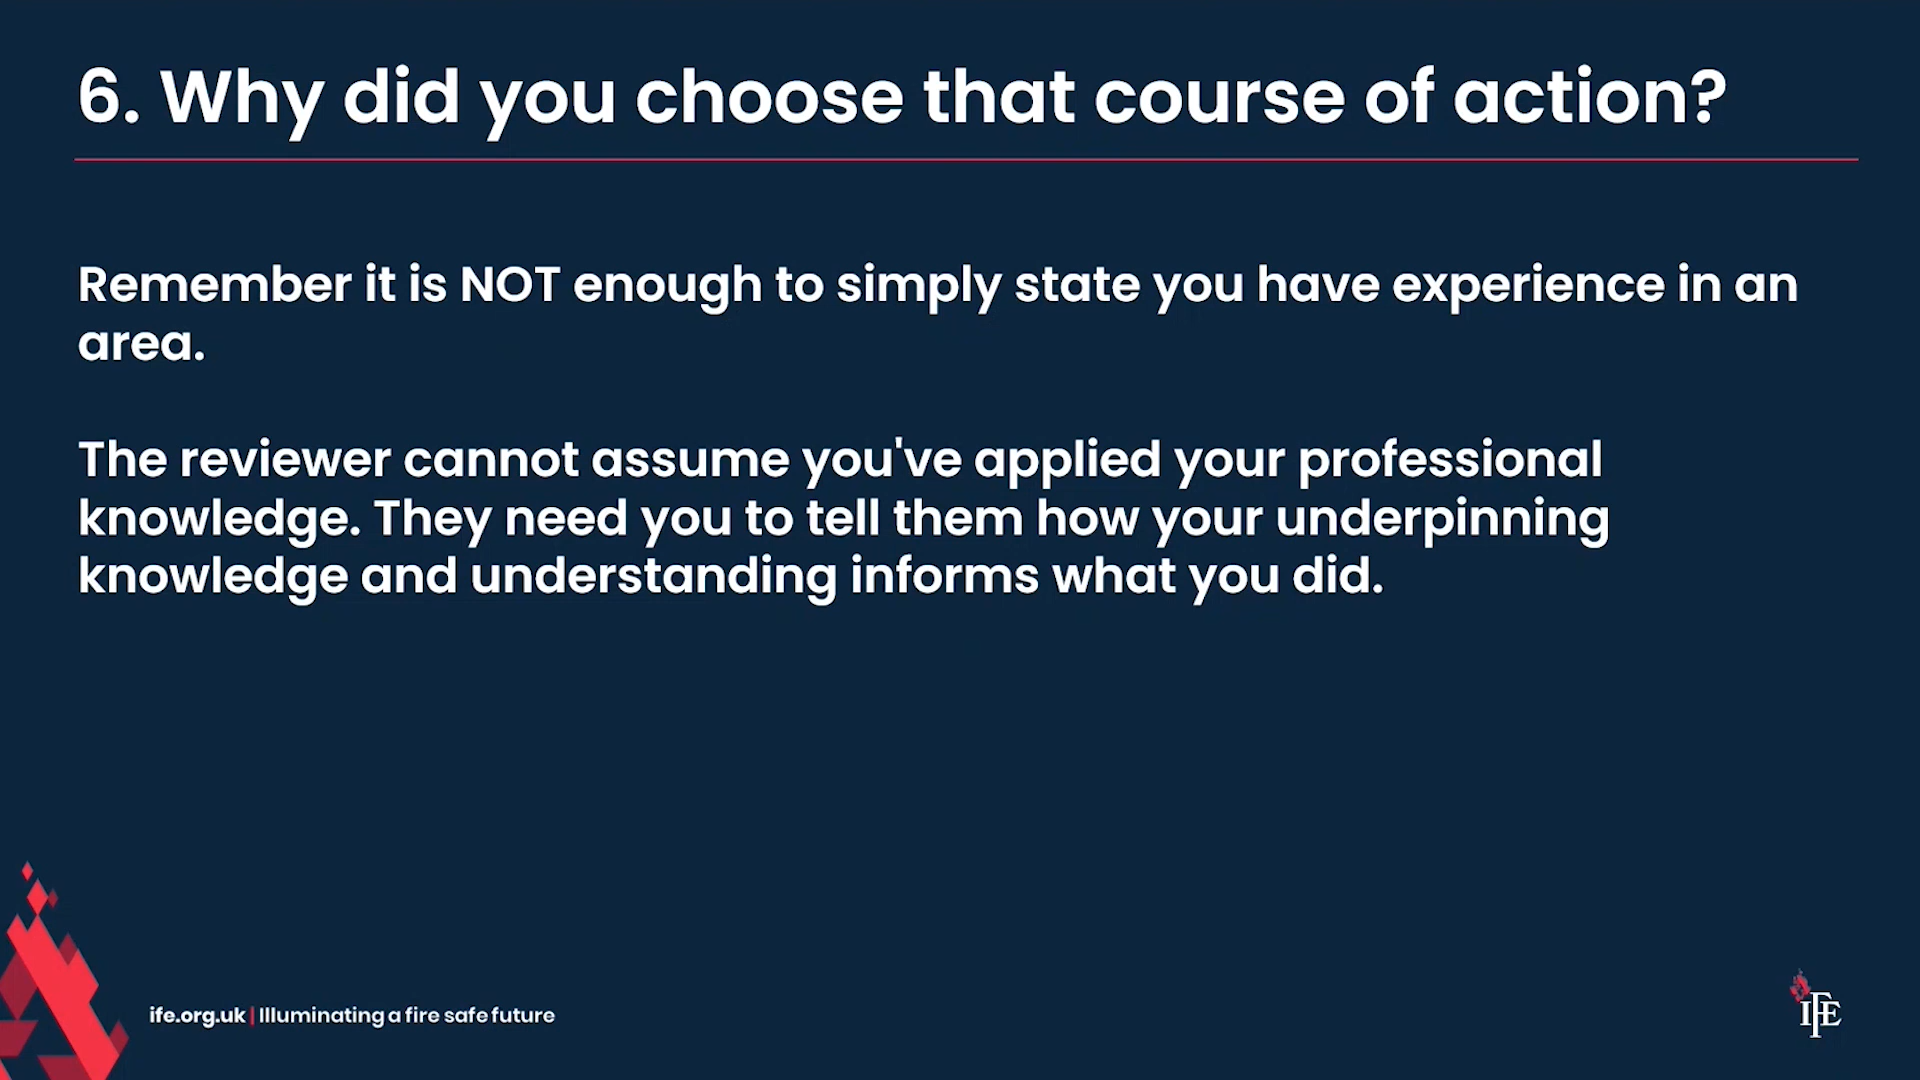 6. Why did you choose that course of action?
Remember it is NOT enough to simply state you have experience in an
area.
The reviewer cannot assume you've applied your professional
knowledge. They need you to tell them how your underpinning
knowledge and understanding informs what you did.
ife.org.uk | Illuminating a fire safe future
IFE